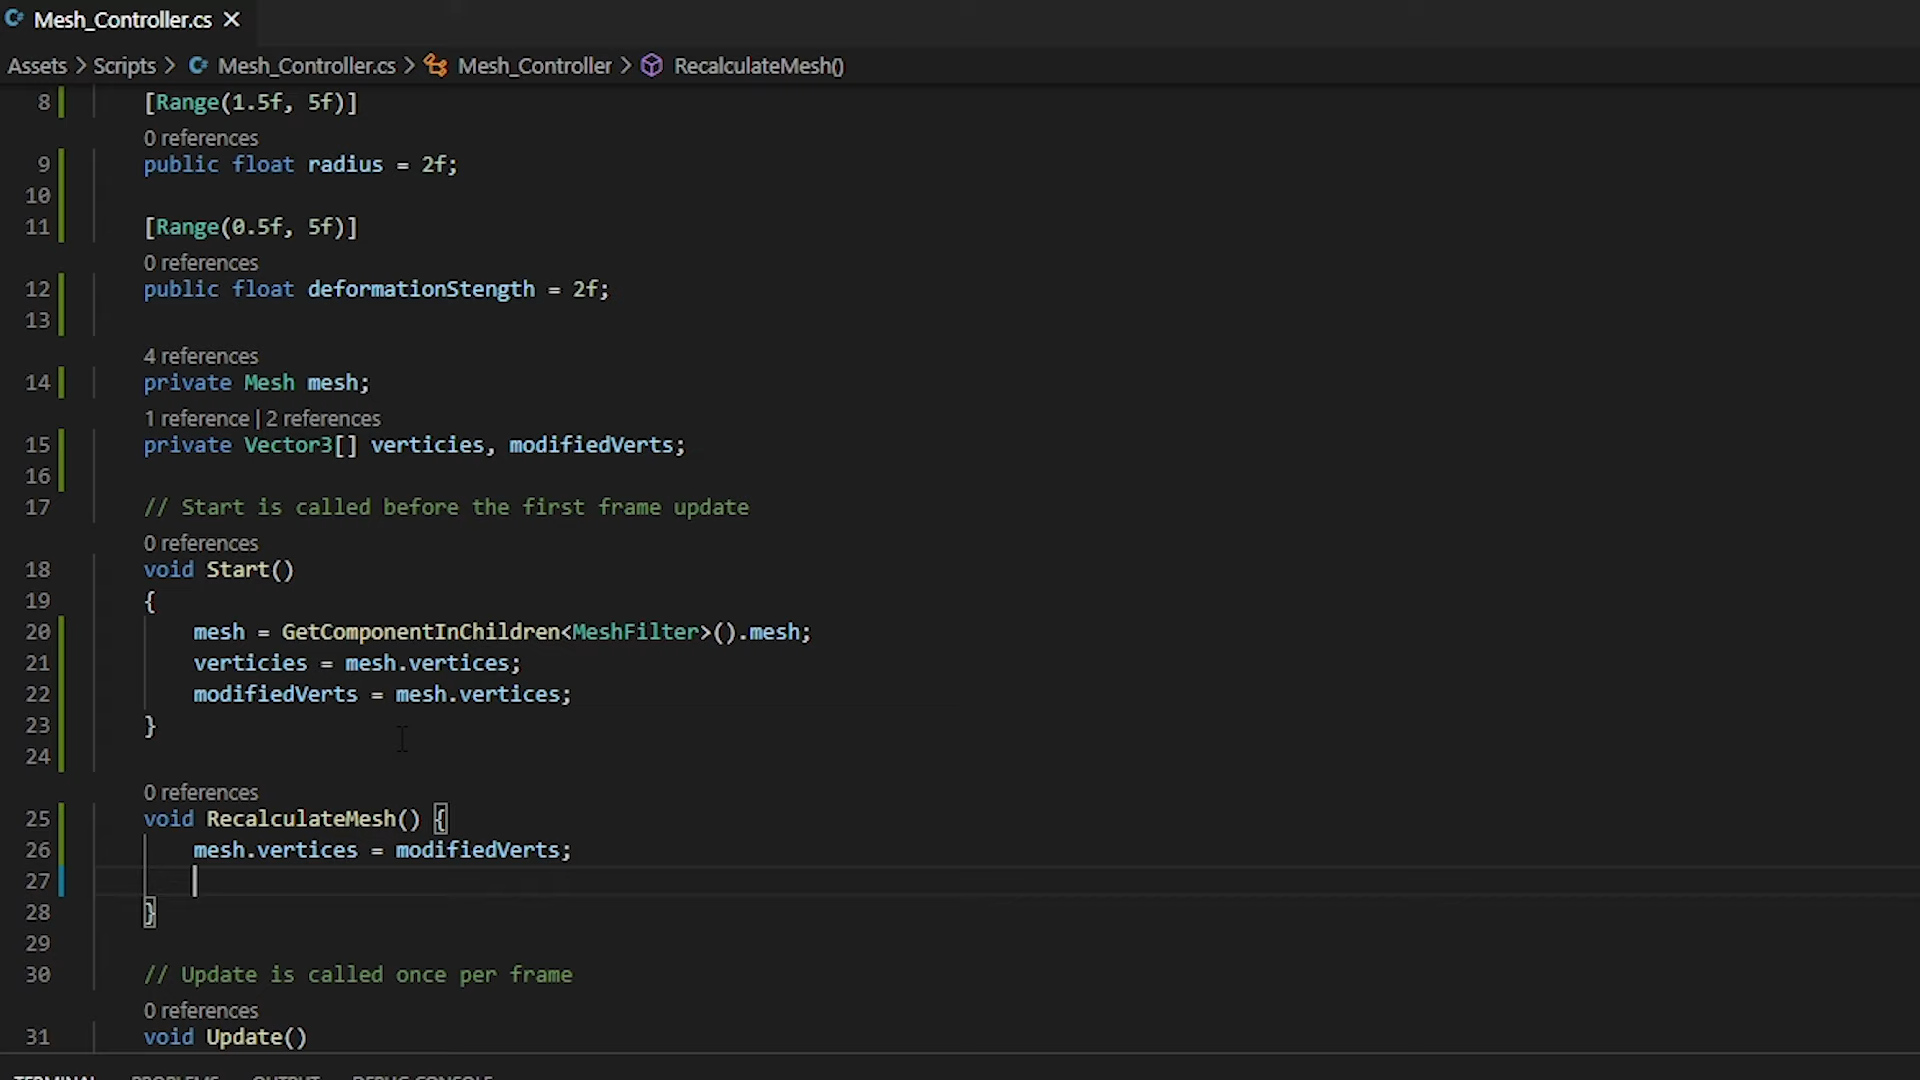 Mesh_Controller.cs ×
Assets > Scripts > Mesh_Controller.cs > Mesh_Controller > RecalculateMesh()
8 [Range(1.5f, 5f)]
0 references
9 public float radius = 2f;
10
11 [Range(0.5f, 5f)]
0 references
12 public float deformationStength = 2f;
13
4 references
14 private Mesh mesh;
1 reference | 2 references
15 private Vector3[] verticies, modifiedVerts;
16
17 // Start is called before the first frame update
0 references
18 void Start()
19 {
20 mesh = GetComponentInChildren<MeshFilter>().mesh;
21 verticies = mesh.vertices;
22 modifiedVerts = mesh.vertices;
23 }
24
0 references
25 void RecalculateMesh() {
26 mesh.vertices = modifiedVerts;
27
28 }
29
30 // Update is called once per frame
0 references
31 void Update()
TERMINAL PROBLEMS OUTPUT DEBUG CONSOLE